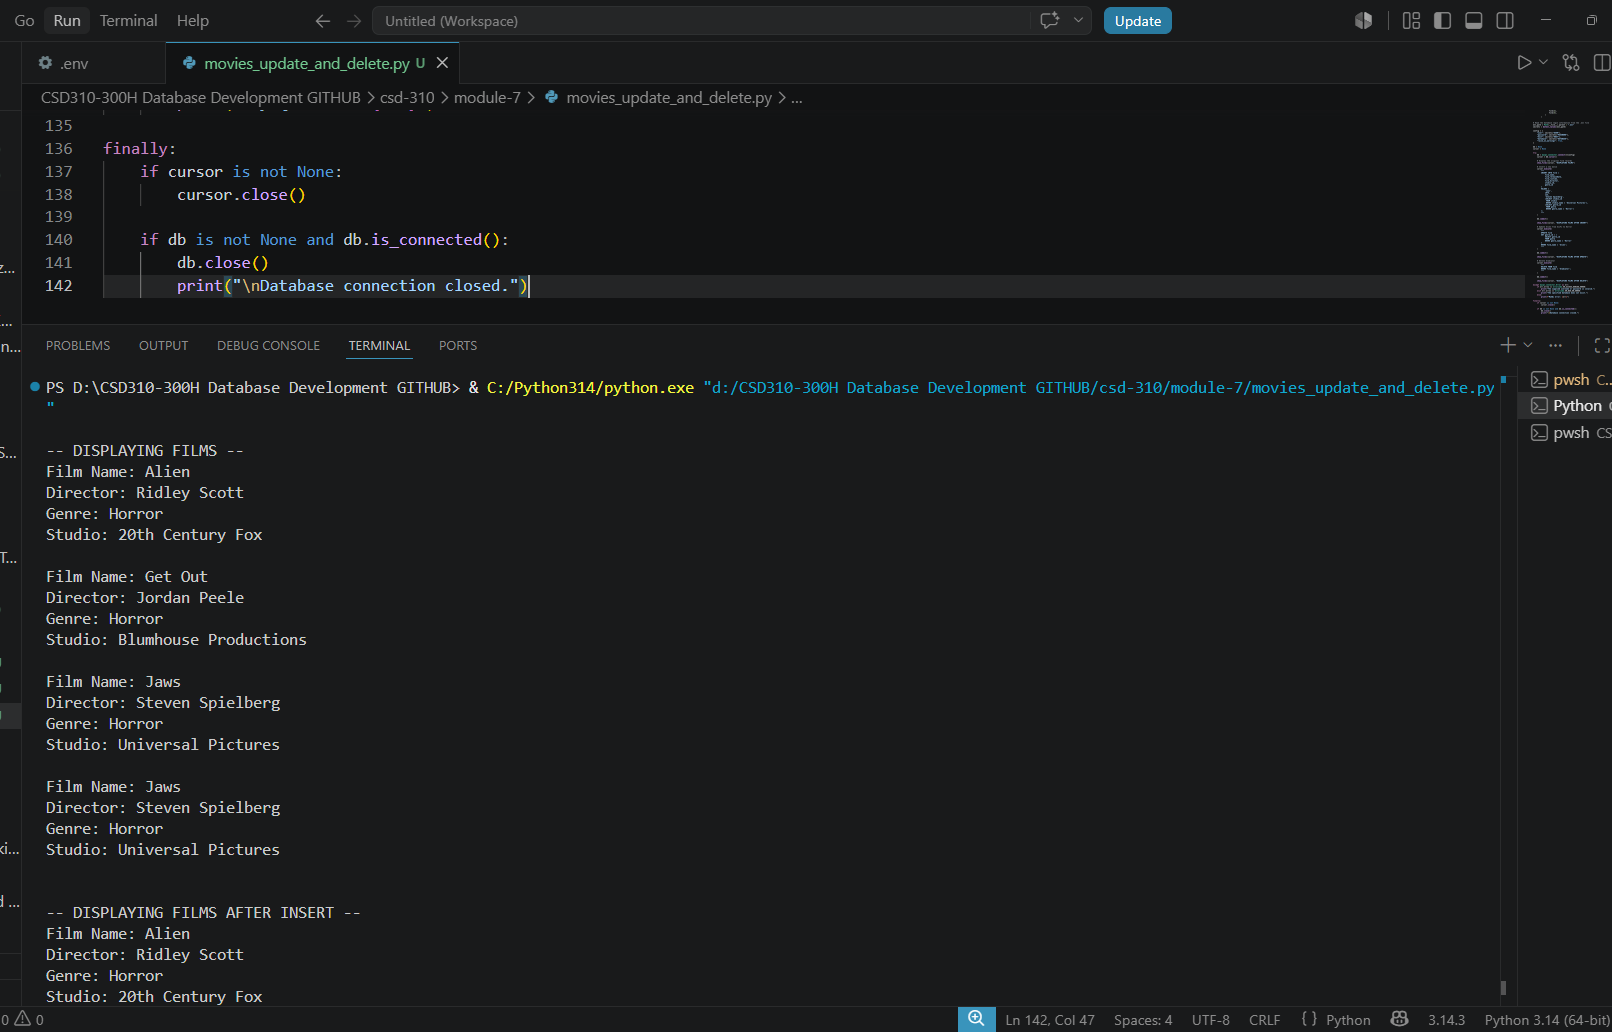 Go Run Terminal Help Untitled (Workspace) Update
.env movies_update_and_delete.py U
CSD310-300H Database Development GITHUB > csd-310 > module-7 > movies_update_and_delete.py > ...
135
136 finally:
137 if cursor is not None:
138 cursor.close()
139
140 if db is not None and db.is_connected():
141 db.close()
142 print("\nDatabase connection closed.")
PROBLEMS OUTPUT DEBUG CONSOLE TERMINAL PORTS
PS D:\CSD310-300H Database Development GITHUB> & C:/Python314/python.exe "d:/CSD310-300H Database Development GITHUB/csd-310/module-7/movies_update_and_delete.py
"
-- DISPLAYING FILMS --
Film Name: Alien
Director: Ridley Scott
Genre: Horror
Studio: 20th Century Fox
Film Name: Get Out
Director: Jordan Peele
Genre: Horror
Studio: Blumhouse Productions
Film Name: Jaws
Director: Steven Spielberg
Genre: Horror
Studio: Universal Pictures
Film Name: Jaws
Director: Steven Spielberg
Genre: Horror
Studio: Universal Pictures
-- DISPLAYING FILMS AFTER INSERT --
Film Name: Alien
Director: Ridley Scott
Genre: Horror
Studio: 20th Century Fox
pwsh C...
Python
pwsh CS
0 0 Ln 142, Col 47 Spaces: 4 UTF-8 CRLF {} Python 3.14.3 Python 3.14 (64-bit)